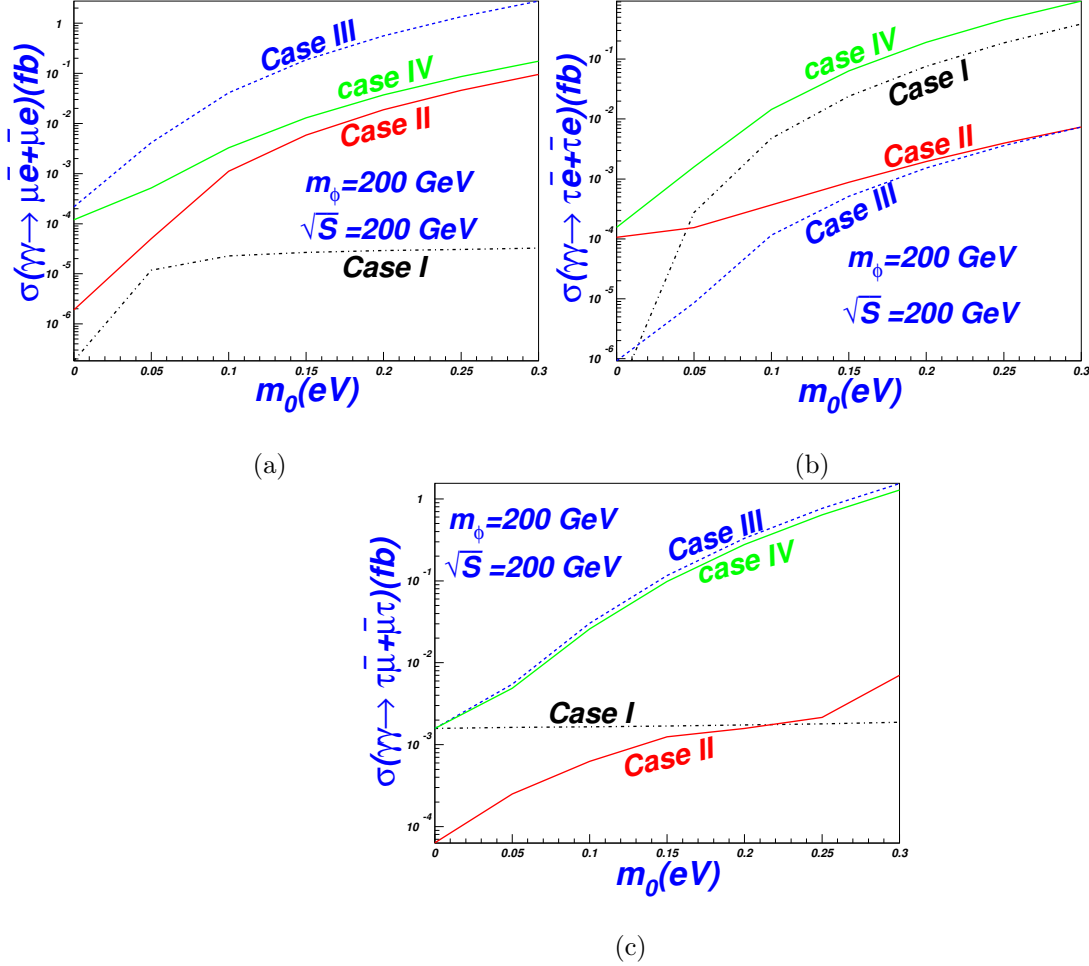 σ(γγ→ μē+μ̄e)(fb)
1
10⁻¹
10⁻²
10⁻³
10⁻⁴
10⁻⁵
10⁻⁶
Case III
case IV
Case II
m_ϕ=200 GeV
√S =200 GeV
Case I
0 0.05 0.1 0.15 0.2 0.25 0.3
m₀(eV)
(a)
σ(γγ→ τē+τ̄e)(fb)
10⁻¹
10⁻²
10⁻³
10⁻⁴
10⁻⁵
10⁻⁶
case IV
Case I
Case II
Case III
m_ϕ=200 GeV
√S =200 GeV
0 0.05 0.1 0.15 0.2 0.25 0.3
m₀(eV)
(b)
σ(γγ→ τμ̄+μ̄τ)(fb)
1
10⁻¹
10⁻²
10⁻³
10⁻⁴
m_ϕ=200 GeV
√S =200 GeV
Case III
case IV
Case I
Case II
0 0.05 0.1 0.15 0.2 0.25 0.3
m₀(eV)
(c)